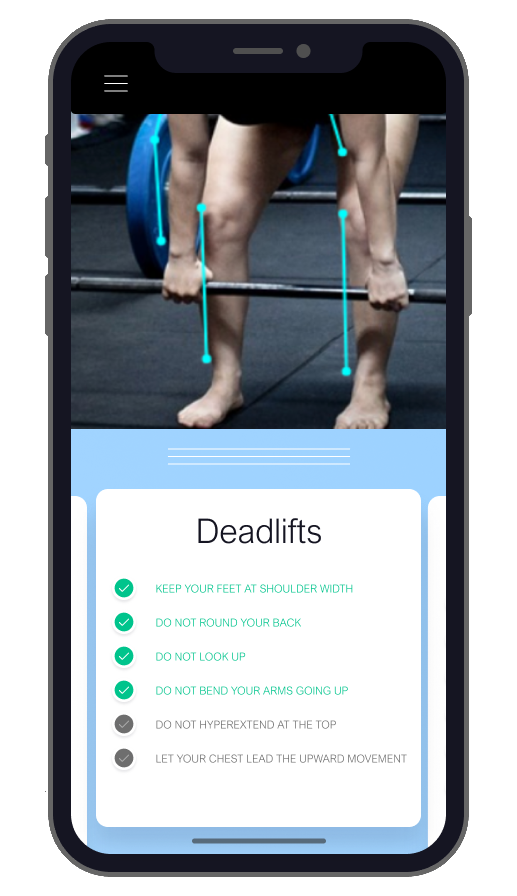 Deadlifts
KEEP YOUR FEET AT SHOULDER WIDTH
DO NOT ROUND YOUR BACK
DO NOT LOOK UP
DO NOT BEND YOUR ARMS GOING UP
DO NOT HYPEREXTEND AT THE TOP
LET YOUR CHEST LEAD THE UPWARD MOVEMENT